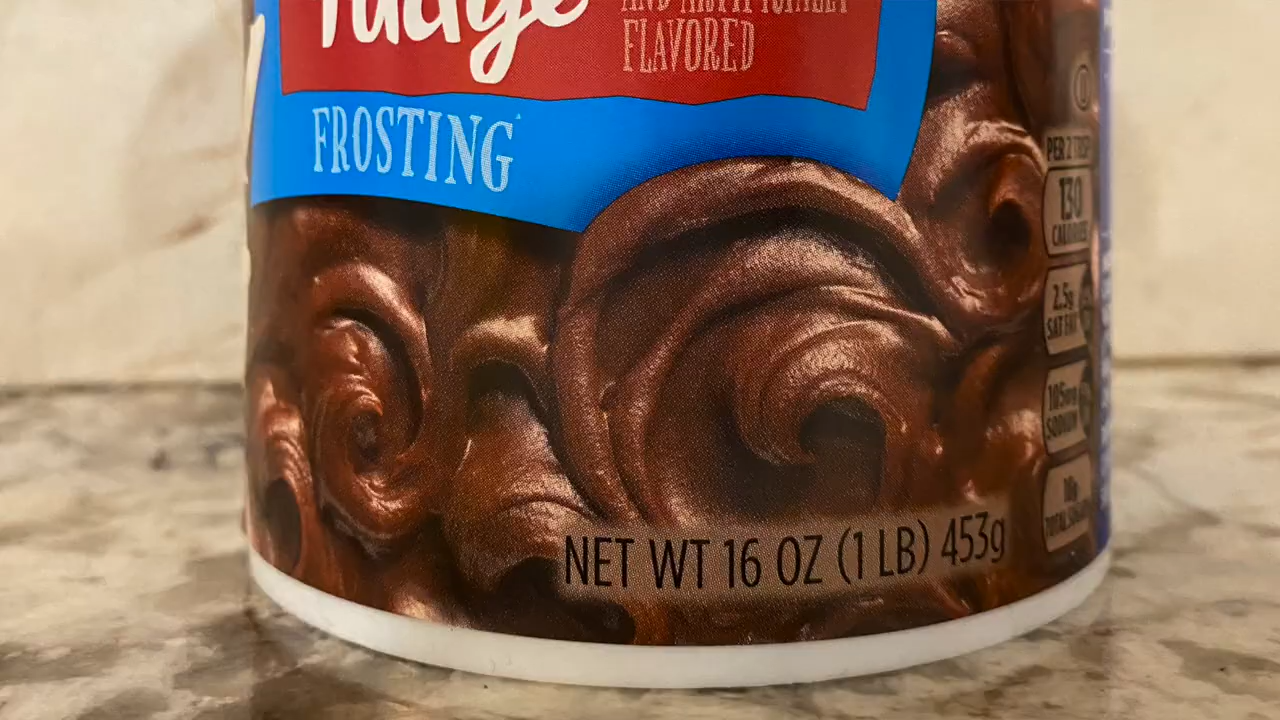 fudge
AND ARTIFICIALLY
FLAVORED
FROSTING
PER 2 TBSP
130
CALORIES
2.5g
SAT FAT
105mg
SODIUM
NET WT 16 OZ (1 LB) 453g